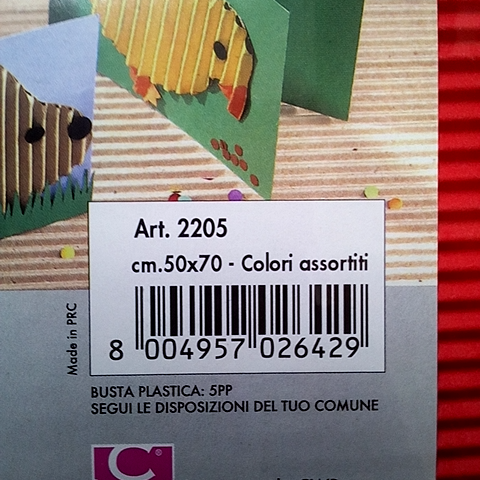 Art. 2205
cm.50x70 - Colori assortiti
8 004957 026429
Made in PRC
BUSTA PLASTICA: 5PP
SEGUI LE DISPOSIZIONI DEL TUO COMUNE
C®